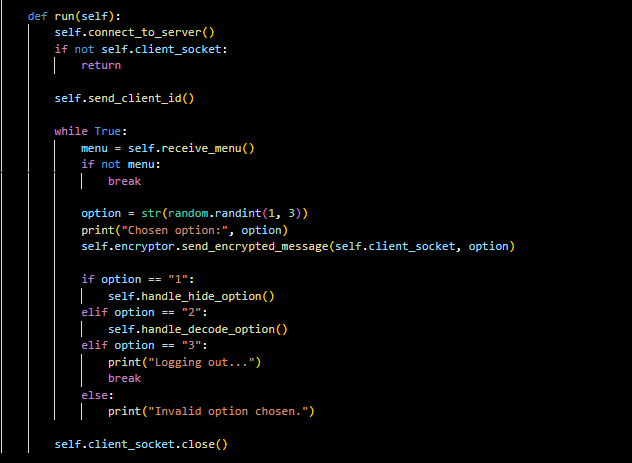 def run(self):
    self.connect_to_server()
    if not self.client_socket:
        return

    self.send_client_id()

    while True:
        menu = self.receive_menu()
        if not menu:
            break

        option = str(random.randint(1, 3))
        print("Chosen option:", option)
        self.encryptor.send_encrypted_message(self.client_socket, option)

        if option == "1":
            self.handle_hide_option()
        elif option == "2":
            self.handle_decode_option()
        elif option == "3":
            print("Logging out...")
            break
        else:
            print("Invalid option chosen.")

    self.client_socket.close()